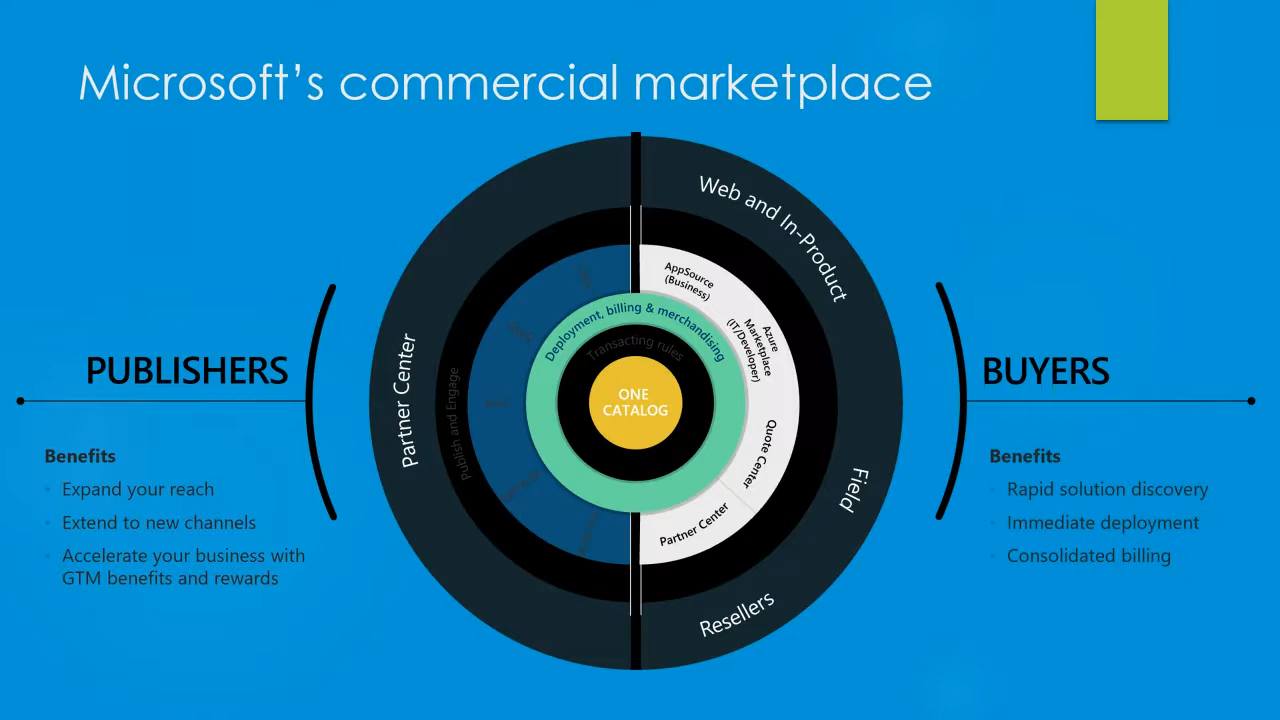 Microsoft’s commercial marketplace
PUBLISHERS
Benefits
Expand your reach
Extend to new channels
Accelerate your business with
GTM benefits and rewards
Partner Center
Publish and Engage
Deployment, billing & merchandising
Transacting rules
ONE
CATALOG
AppSource
(Business)
Azure
Marketplace
(IT/Developer)
Quote Center
Partner Center
Web and In-Product
Field
Resellers
BUYERS
Benefits
Rapid solution discovery
Immediate deployment
Consolidated billing